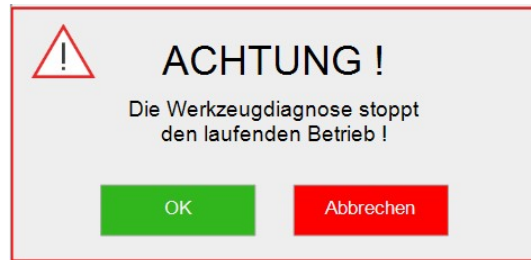 ACHTUNG !
Die Werkzeugdiagnose stoppt
den laufenden Betrieb !
OK
Abbrechen